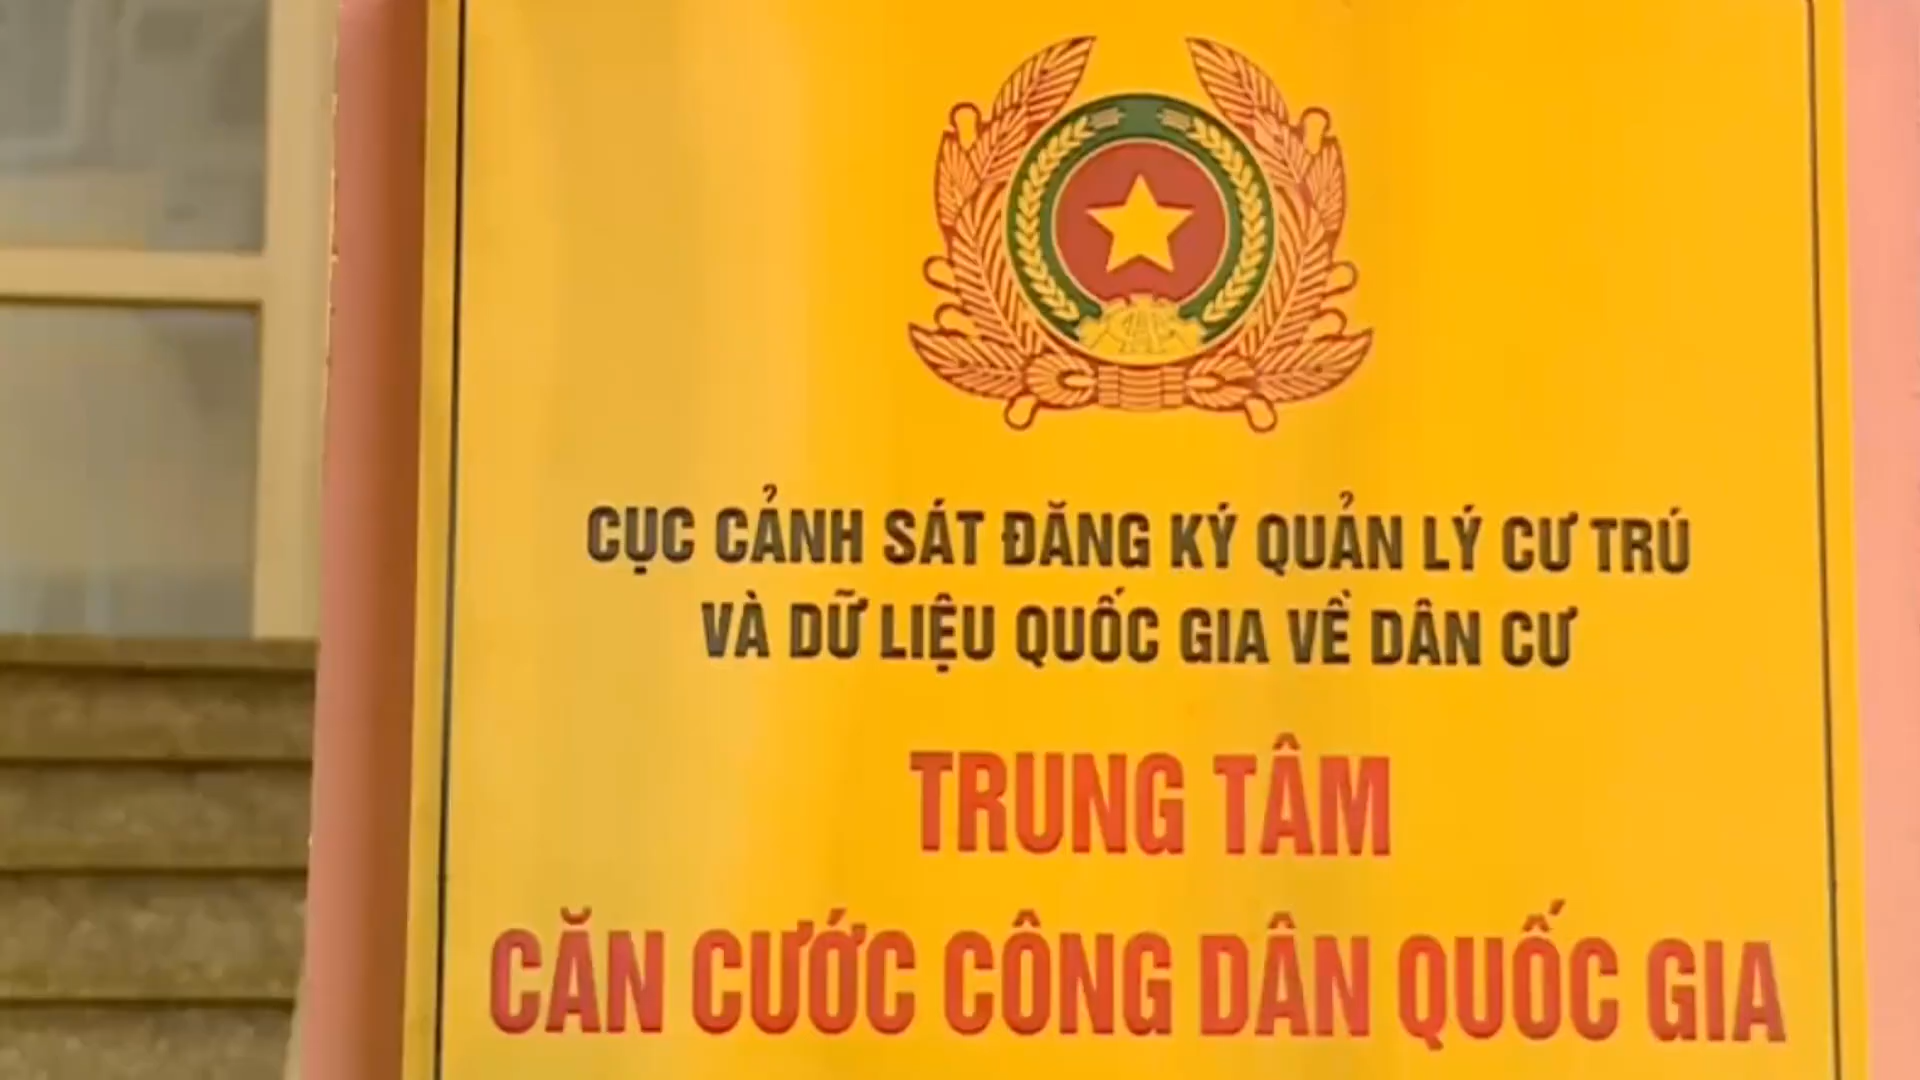 CỤC CẢNH SÁT ĐĂNG KÝ QUẢN LÝ CƯ TRÚ
VÀ DỮ LIỆU QUỐC GIA VỀ DÂN CƯ
TRUNG TÂM
CĂN CƯỚC CÔNG DÂN QUỐC GIA